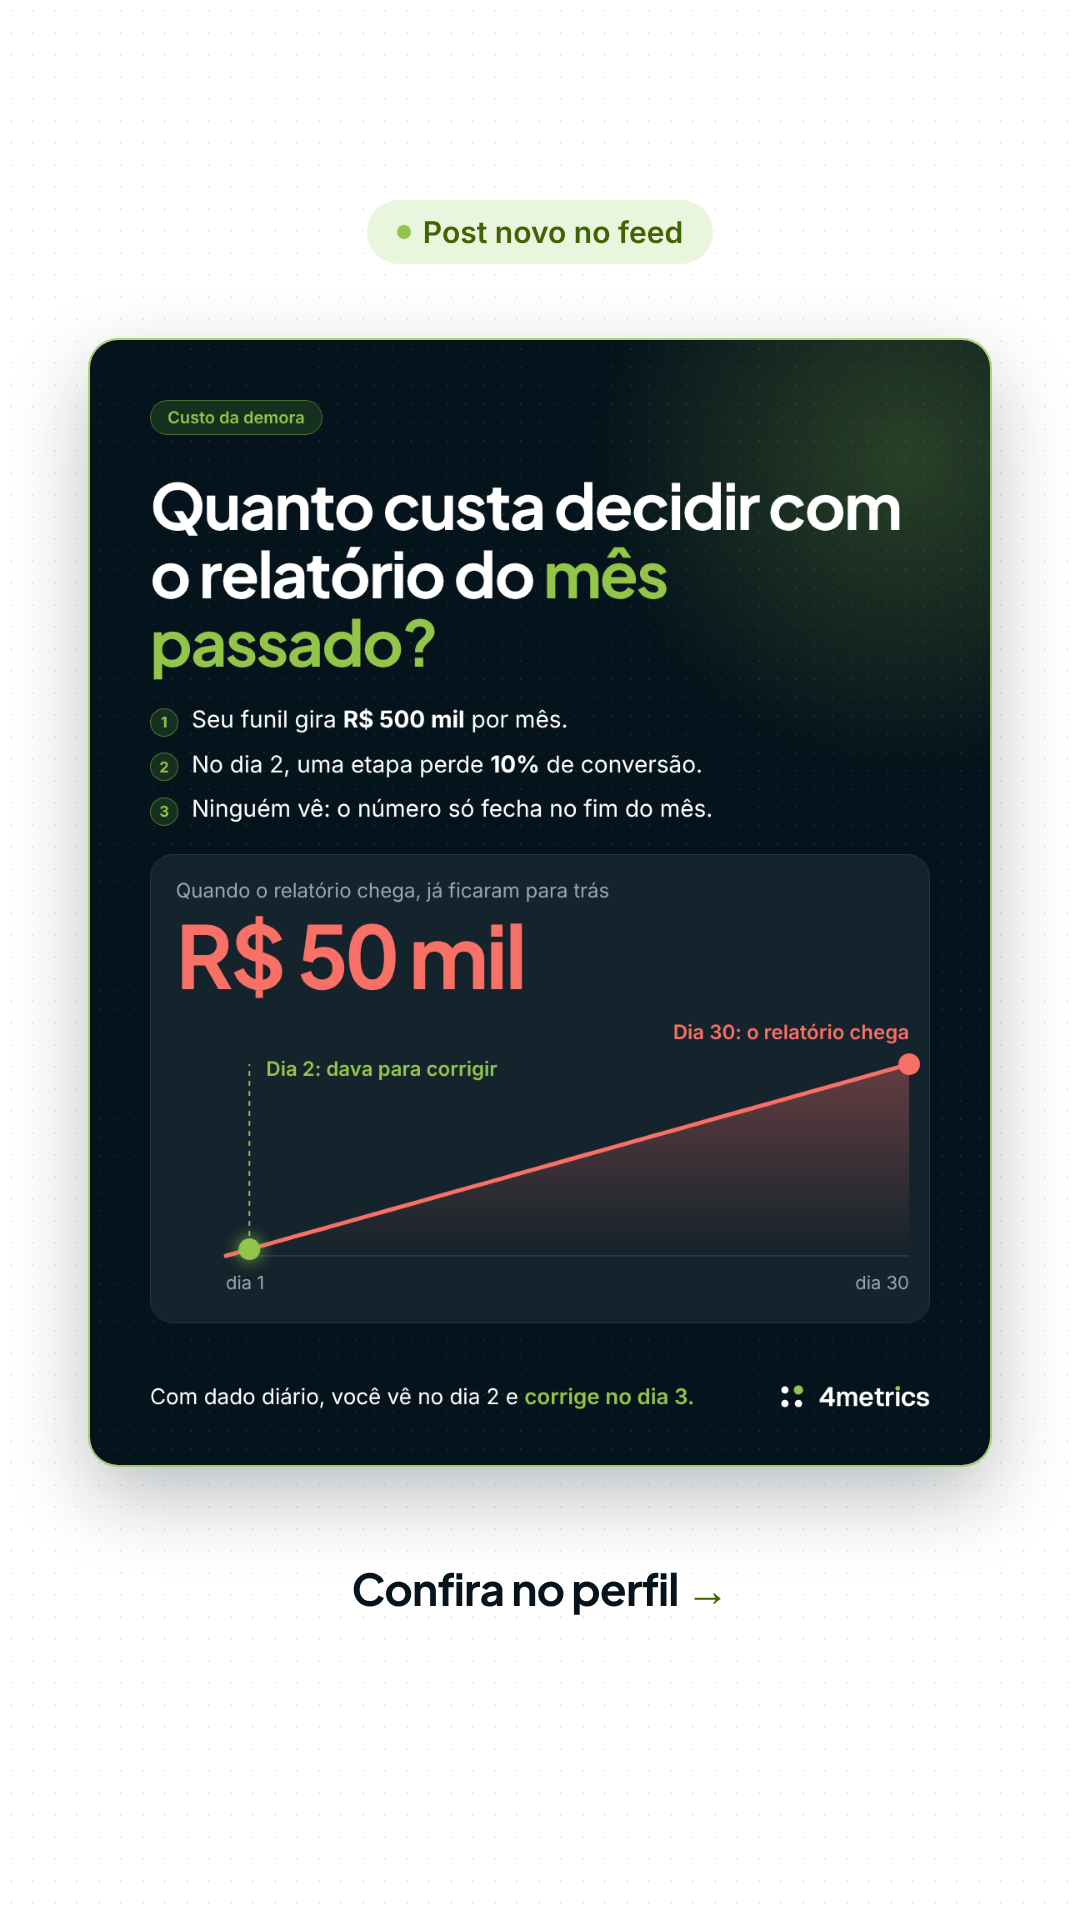 Post novo no feed
Custo da demora
Quanto custa decidir com
o relatório do mês
passado?
1 Seu funil gira R$ 500 mil por mês.
2 No dia 2, uma etapa perde 10% de conversão.
3 Ninguém vê: o número só fecha no fim do mês.
Quando o relatório chega, já ficaram para trás
R$ 50 mil
Dia 30: o relatório chega
Dia 2: dava para corrigir
dia 1
dia 30
Com dado diário, você vê no dia 2 e corrige no dia 3.
4metrics
Confira no perfil →